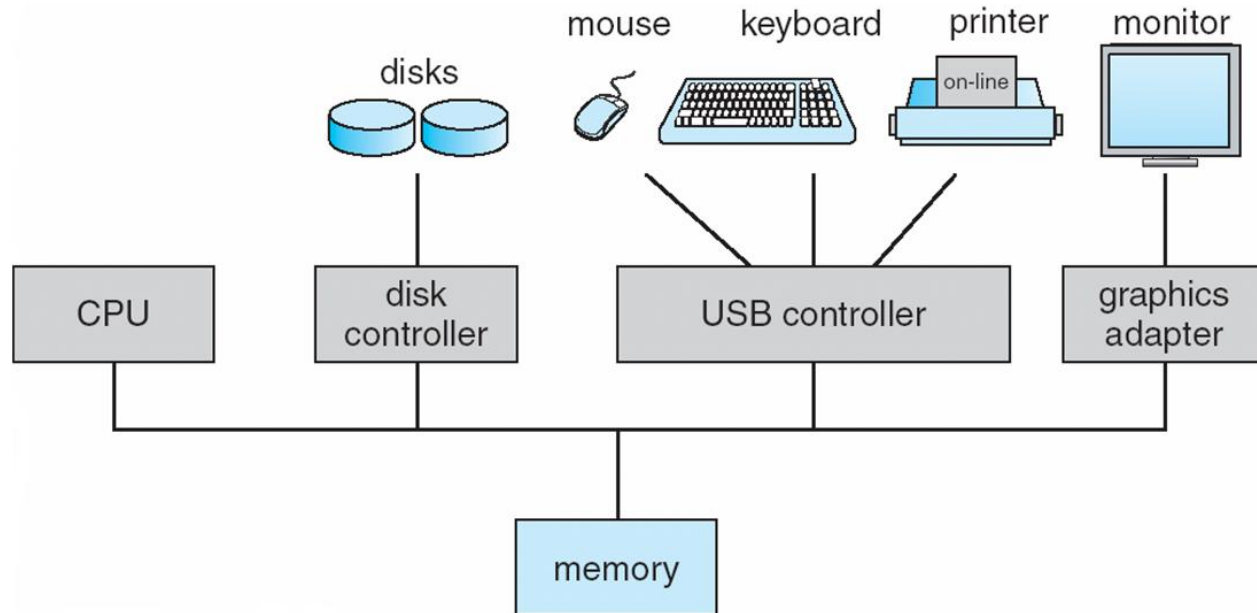 mouse
keyboard
printer
monitor
disks
on-line
CPU
disk
controller
USB controller
graphics
adapter
memory